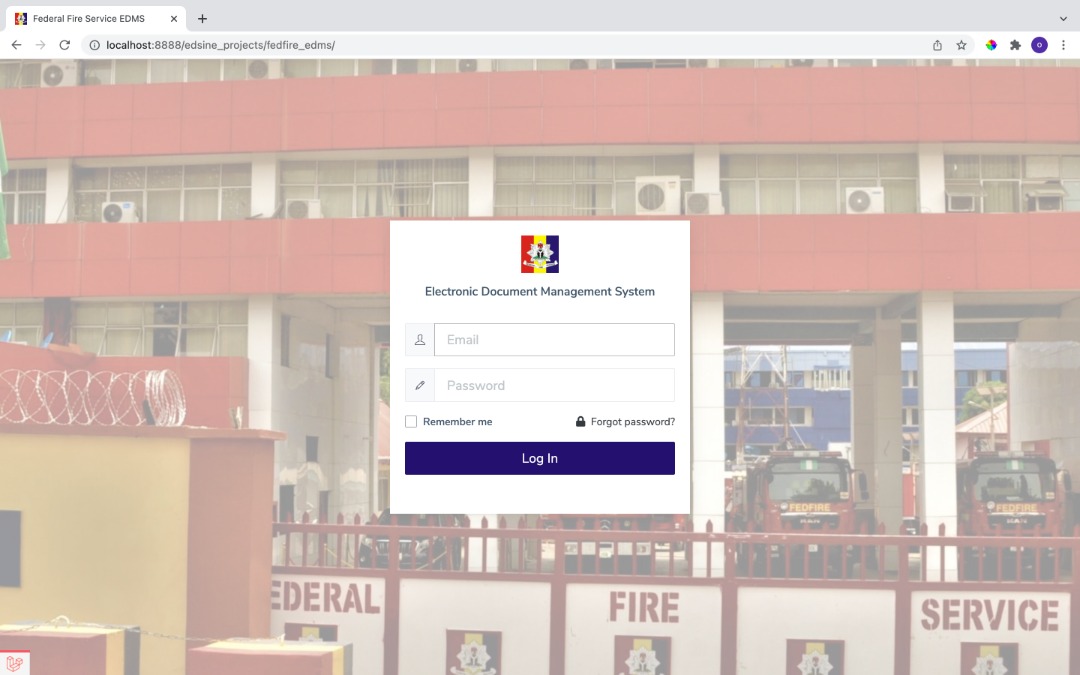 Federal Fire Service EDMS
localhost:8888/edsine_projects/fedfire_edms/
O
Electronic Document Management System
Email
Password
Remember me
Forgot password?
Log In
FEDFIRE
FEDFIRE
EDERAL
FIRE
SERVICE